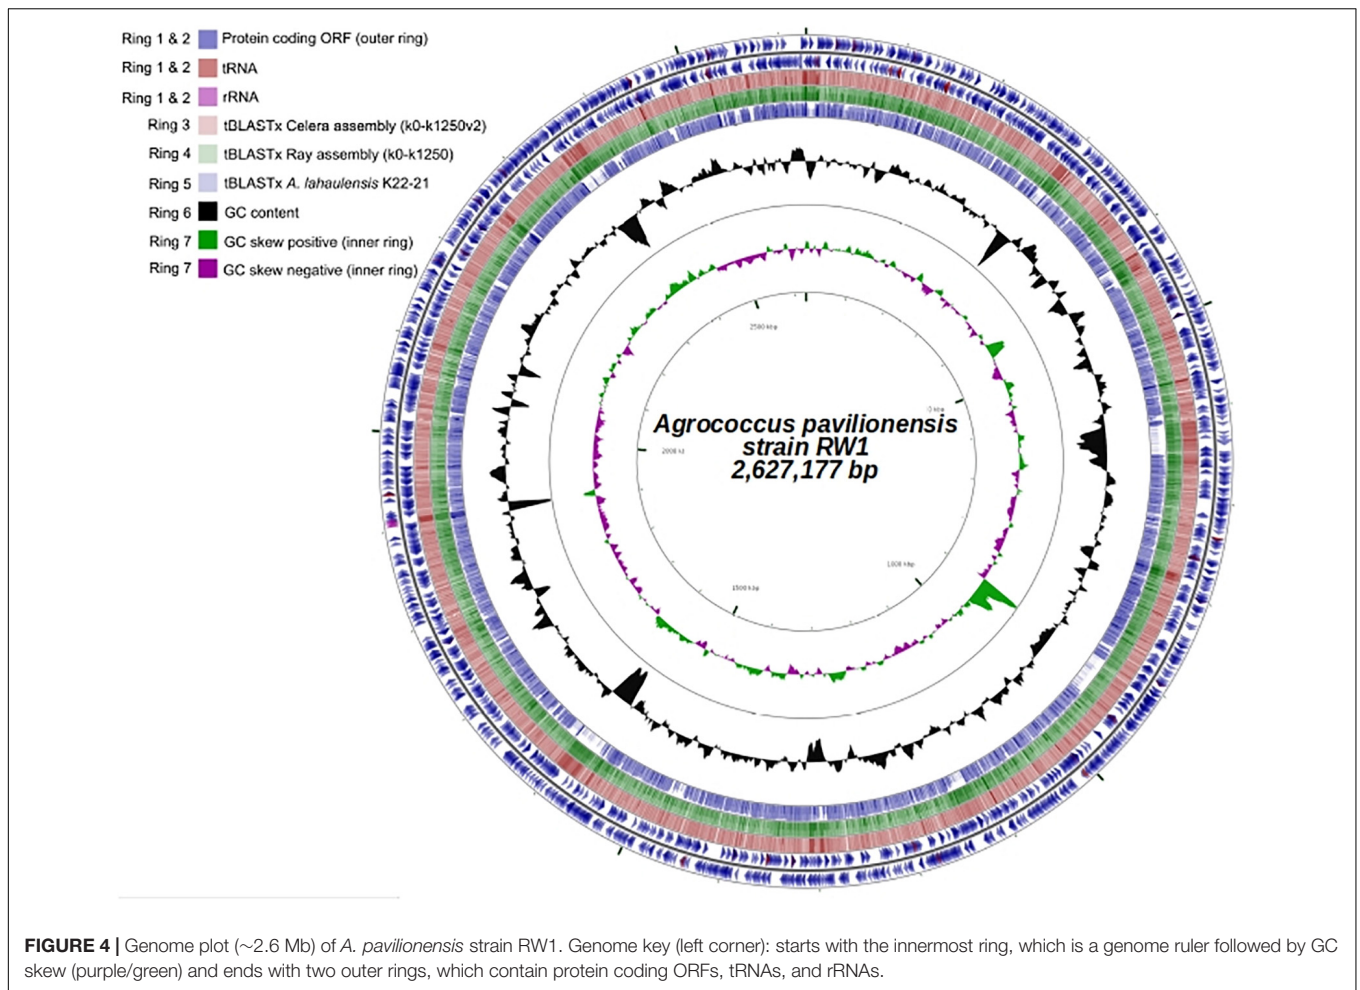 Ring 1 & 2 Protein coding ORF (outer ring)
Ring 1 & 2 tRNA
Ring 1 & 2 rRNA
Ring 3 tBLASTx Celera assembly (k0-k1250v2)
Ring 4 tBLASTx Ray assembly (k0-k1250)
Ring 5 tBLASTx A. lahaulensis K22-21
Ring 6 GC content
Ring 7 GC skew positive (inner ring)
Ring 7 GC skew negative (inner ring)
2500 kbp
0 kbp
Agrococcus pavilionensis
strain RW1
2,627,177 bp
2000 k
1000 kbp
1500 kbp
FIGURE 4 | Genome plot (~2.6 Mb) of A. pavilionensis strain RW1. Genome key (left corner): starts with the innermost ring, which is a genome ruler followed by GC
skew (purple/green) and ends with two outer rings, which contain protein coding ORFs, tRNAs, and rRNAs.